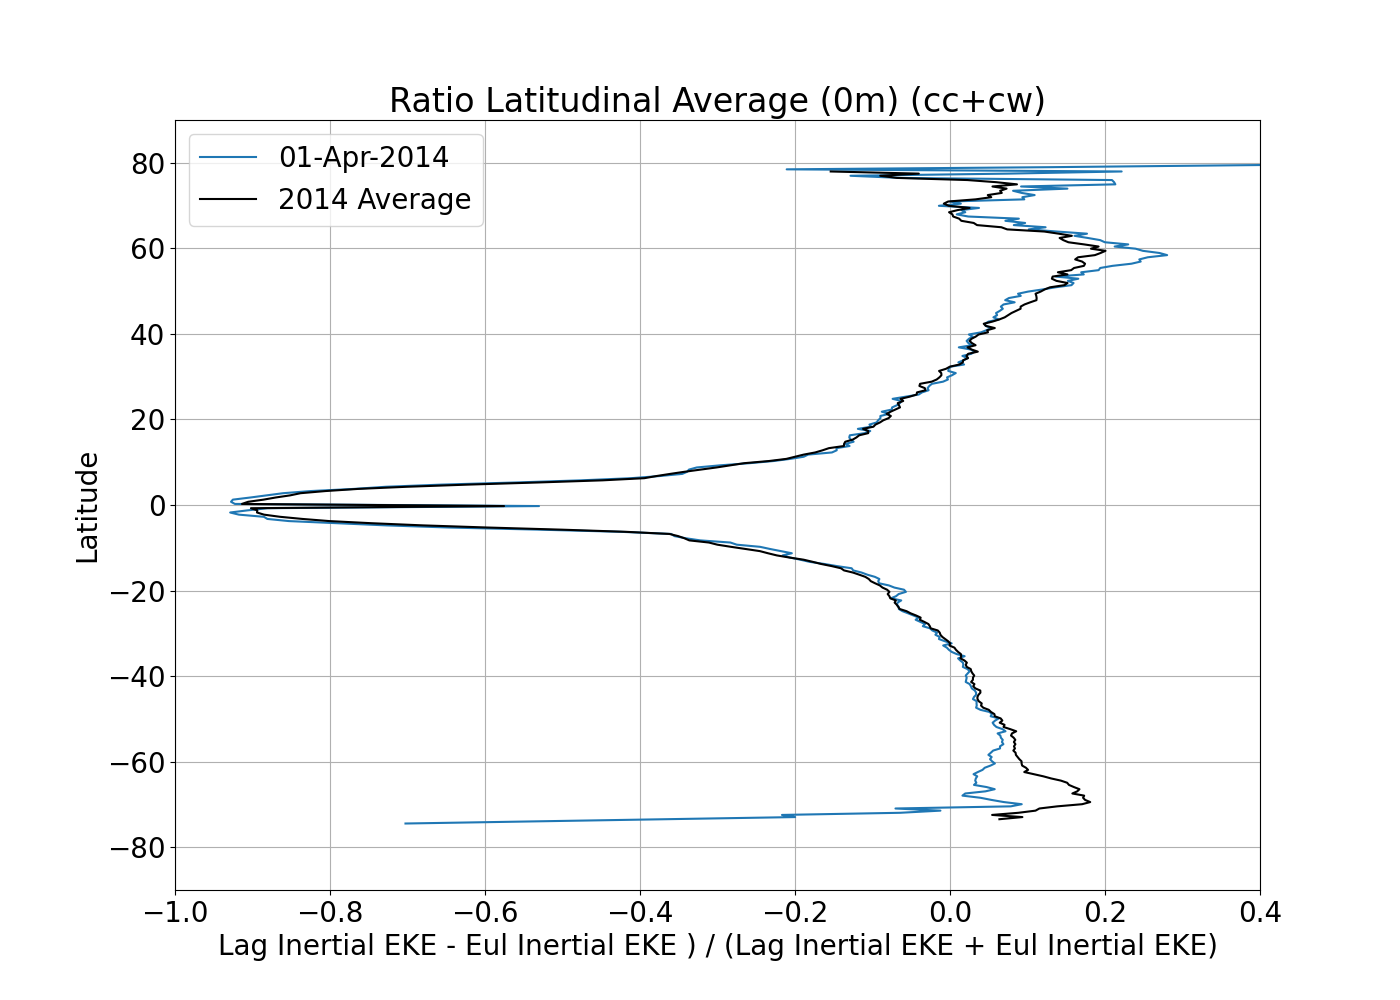 Ratio Latitudinal Average (0m) (cc+cw)
01-Apr-2014
2014 Average
80
60
40
20
0
−20
−40
−60
−80
Latitude
−1.0 −0.8 −0.6 −0.4 −0.2 0.0 0.2 0.4
Lag Inertial EKE - Eul Inertial EKE ) / (Lag Inertial EKE + Eul Inertial EKE)